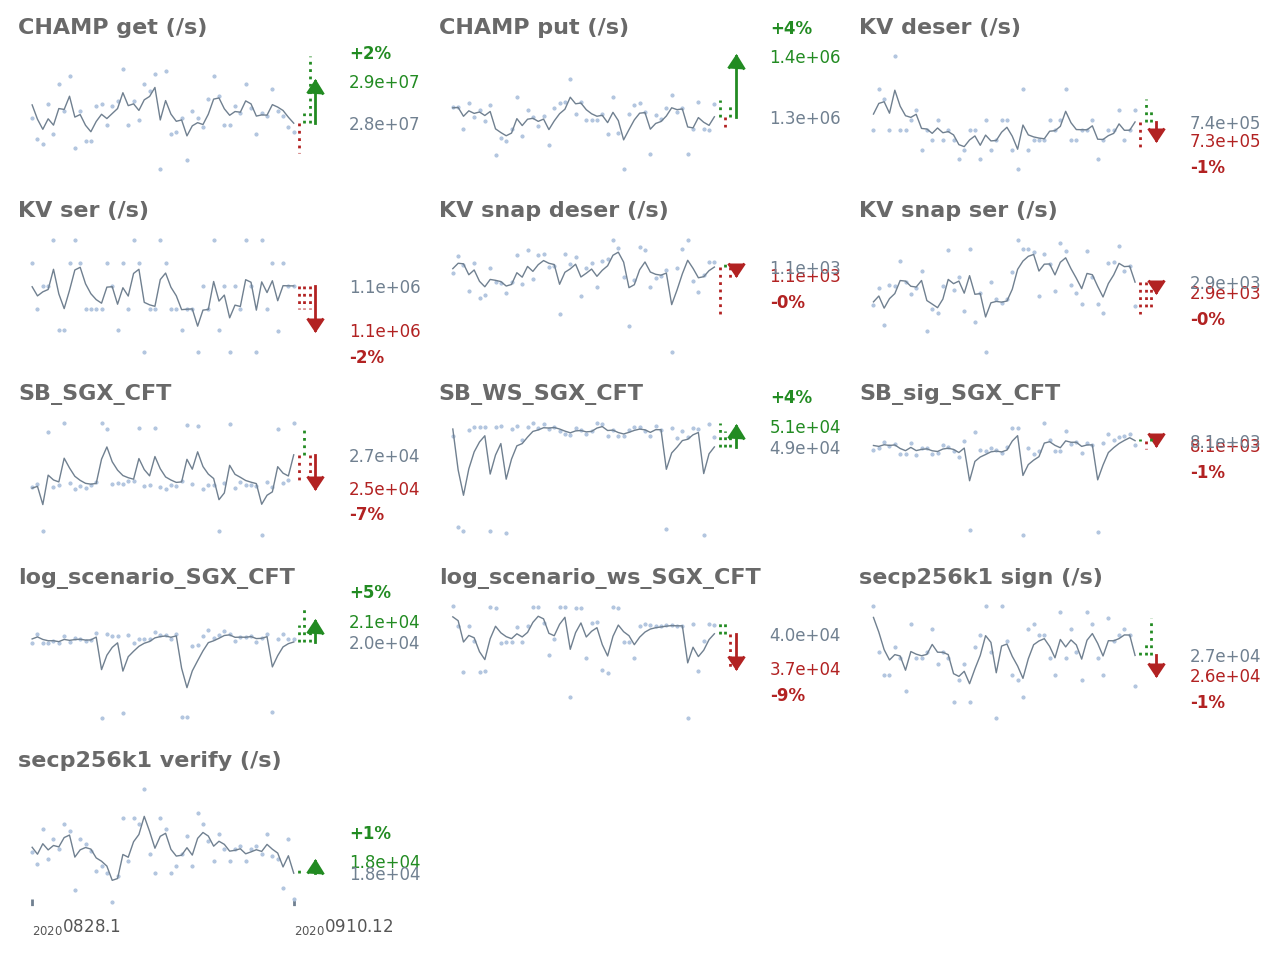 CHAMP get (/s)
+2%
2.9e+07
2.8e+07
CHAMP put (/s)
+4%
1.4e+06
1.3e+06
KV deser (/s)
7.4e+05
7.3e+05
-1%
KV ser (/s)
1.1e+06
1.1e+06
-2%
KV snap deser (/s)
1.1e+03
1.1e+03
-0%
KV snap ser (/s)
2.9e+03
2.9e+03
-0%
SB_SGX_CFT
2.7e+04
2.5e+04
-7%
SB_WS_SGX_CFT
+4%
5.1e+04
4.9e+04
SB_sig_SGX_CFT
8.1e+03
8.1e+03
-1%
log_scenario_SGX_CFT
+5%
2.1e+04
2.0e+04
log_scenario_ws_SGX_CFT
4.0e+04
3.7e+04
-9%
secp256k1 sign (/s)
2.7e+04
2.6e+04
-1%
secp256k1 verify (/s)
+1%
1.8e+04
1.8e+04
20200828.1
20200910.12